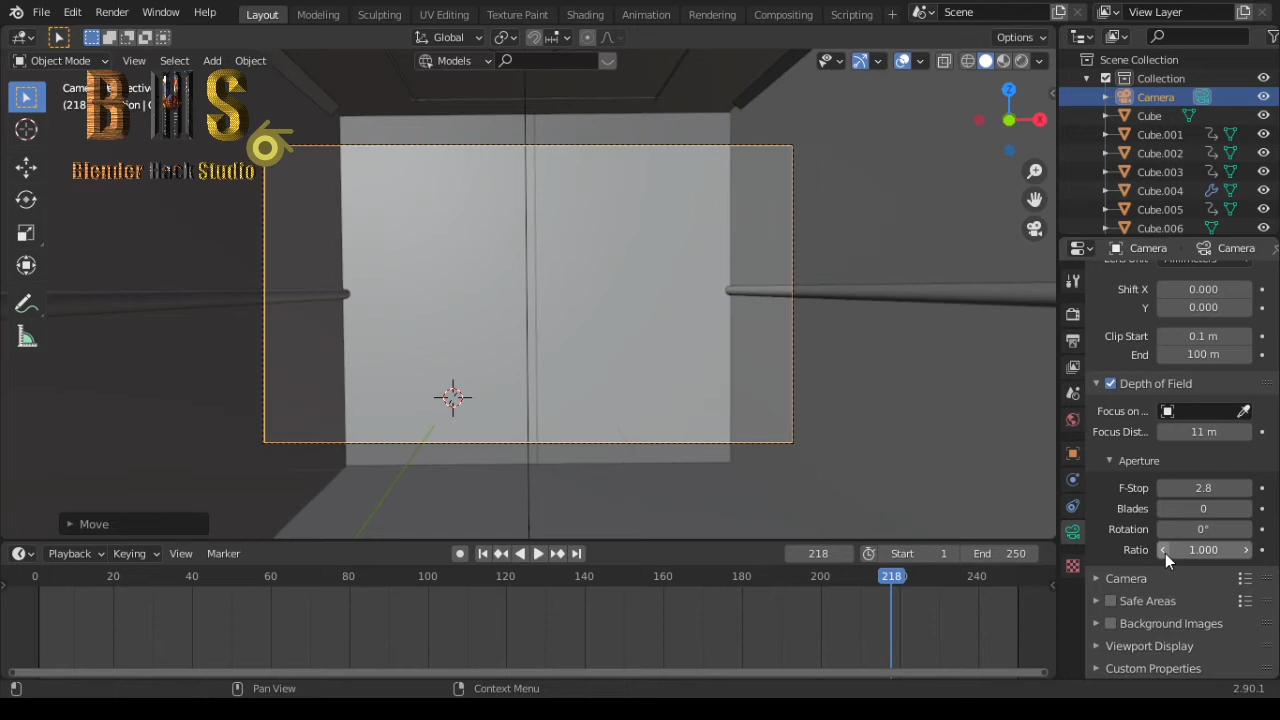 File Edit Render Window Help Layout Modeling Sculpting UV Editing Texture Paint Shading Animation Rendering Compositing Scripting + Scene View Layer
Global Options
Object Mode View Select Add Object Models
Scene Collection
Collection
Camera
Cube
Cube.001
Cube.002
Cube.003
Cube.004
Cube.005
Cube.006
(218)
B M S
Blender Hack Studio
Z
X
Camera Camera
Shift X 0.000
Y 0.000
Clip Start 0.1 m
End 100 m
Depth of Field
Focus on ...
Focus Dist... 11 m
Aperture
F-Stop 2.8
Blades 0
Rotation 0°
Ratio 1.000
Camera
Safe Areas
Background Images
Viewport Display
Custom Properties
Move
Playback Keying View Marker 218 Start 1 End 250
0 20 40 60 80 100 120 140 160 180 200 218 240
Pan View Context Menu 2.90.1